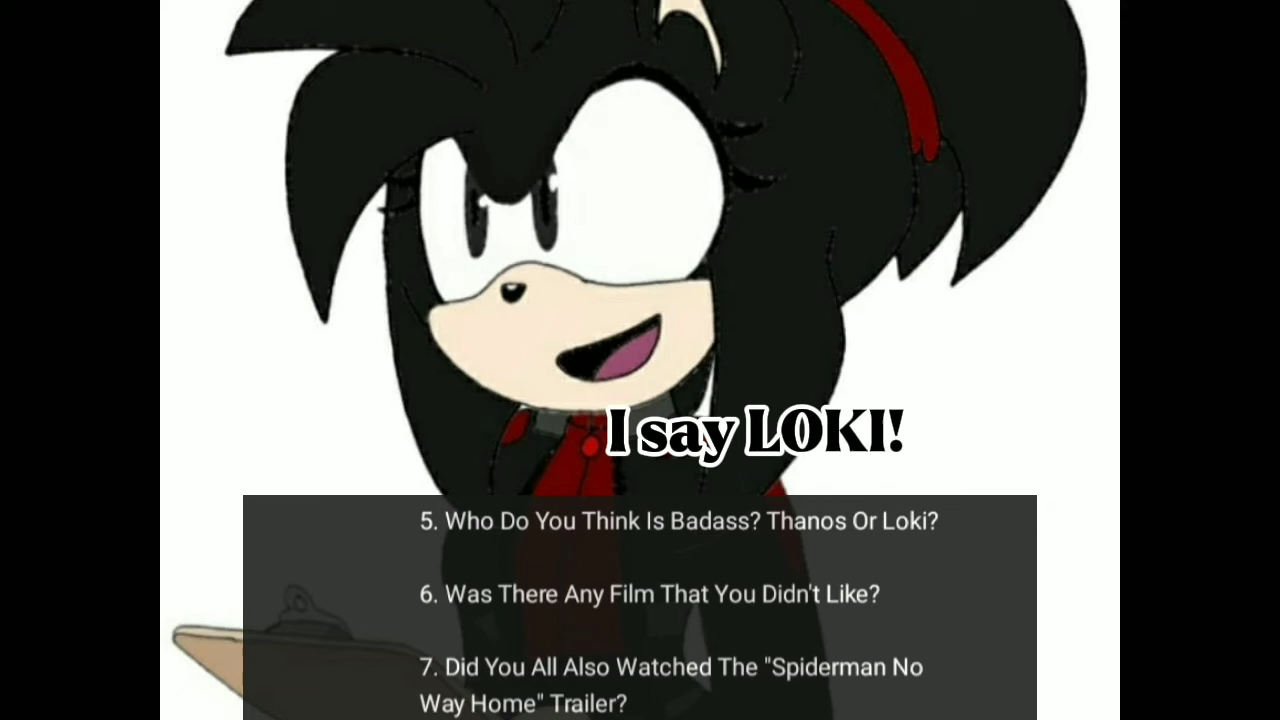 I say LOKI!
5. Who Do You Think Is Badass? Thanos Or Loki?
6. Was There Any Film That You Didn't Like?
7. Did You All Also Watched The "Spiderman No
Way Home" Trailer?